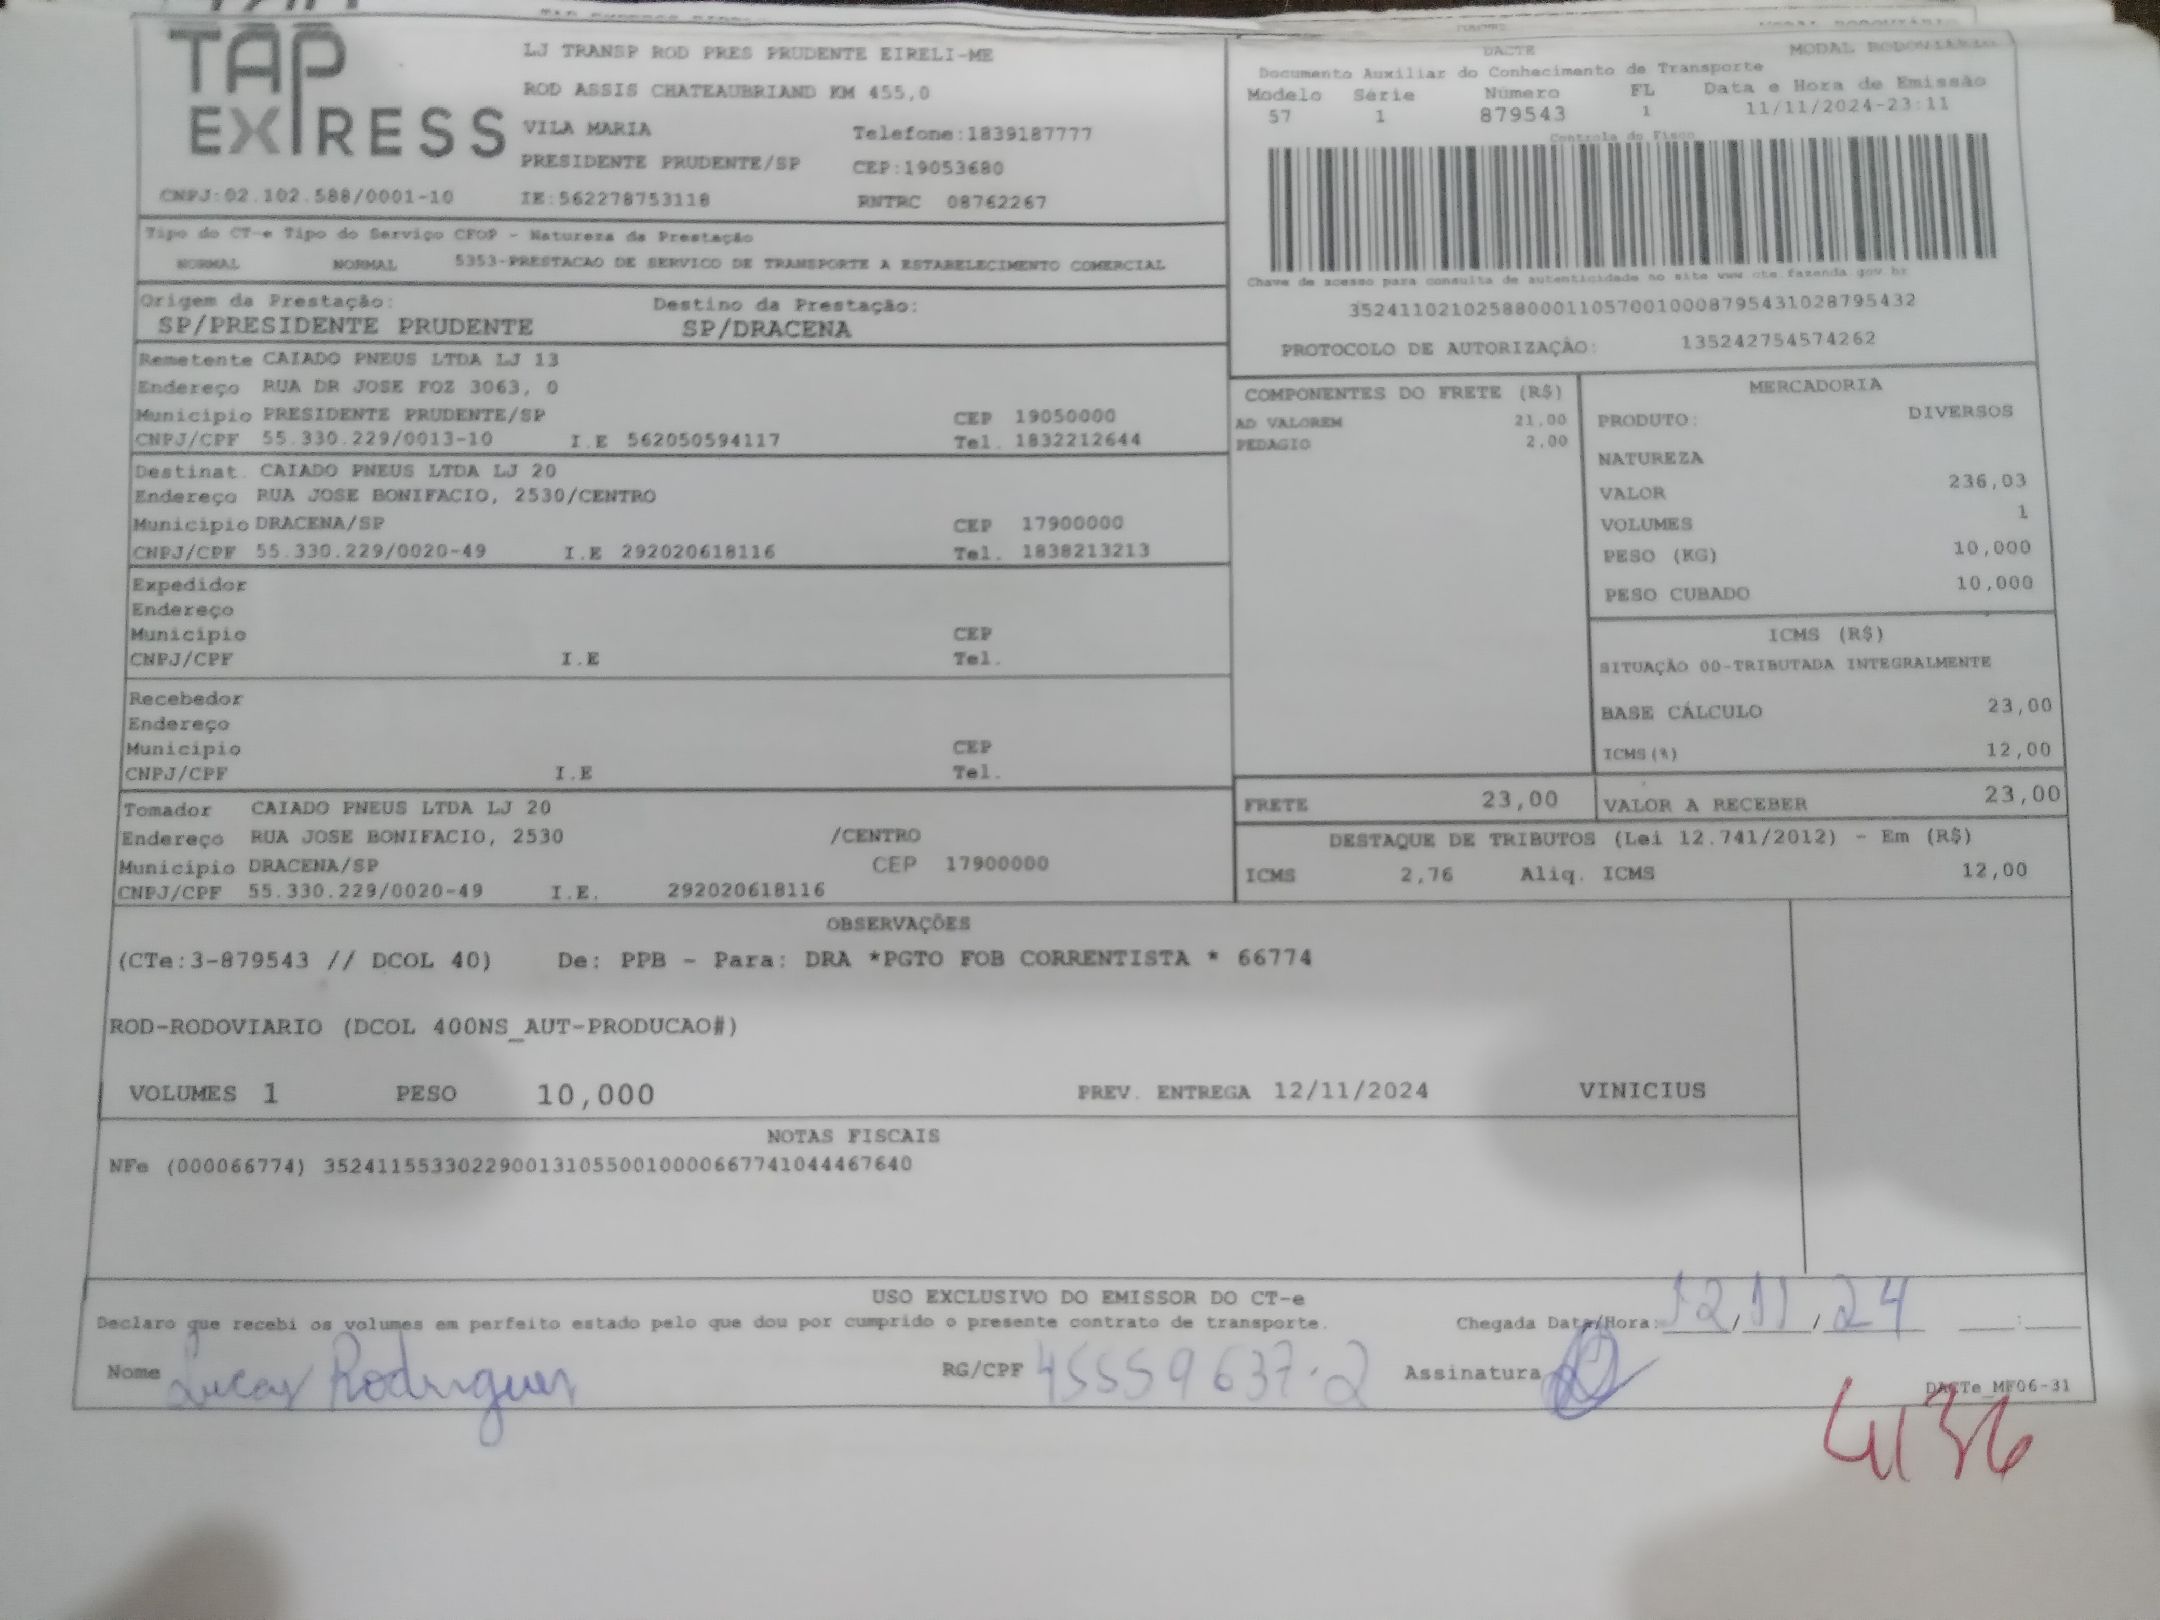 TAP
EXPRESS
LJ TRANSP ROD PRES PRUDENTE EIRELI-ME
ROD ASSIS CHATEAUBRIAND KM 455,0
VILA MARIA Telefone:1839187777
PRESIDENTE PRUDENTE/SP CEP:19053680
CNPJ:02.102.588/0001-10 IE:562278753118 RNTRC 08762267
DACTE MODAL RODOVIARIO
Documento Auxiliar do Conhecimento de Transporte
Modelo Série Número FL Data e Hora de Emissão
57 1 879543 1 11/11/2024-23:11
Controle do Fisco
Chave de acesso para consulta de autenticidade no site www.cte.fazenda.gov.br
35241102102588000110570010008795431028795432
PROTOCOLO DE AUTORIZAÇÃO: 135242754574262
Tipo do CT-e Tipo do Serviço CFOP - Natureza da Prestação
NORMAL NORMAL 5353-PRESTACAO DE SERVICO DE TRANSPORTE A ESTABELECIMENTO COMERCIAL
Origem da Prestação: Destino da Prestação:
SP/PRESIDENTE PRUDENTE SP/DRACENA
Remetente CAIADO PNEUS LTDA LJ 13
Endereço RUA DR JOSE FOZ 3063, 0
Municipio PRESIDENTE PRUDENTE/SP CEP 19050000
CNPJ/CPF 55.330.229/0013-10 I.E 562050594117 Tel. 1832212644
Destinat. CAIADO PNEUS LTDA LJ 20
Endereço RUA JOSE BONIFACIO, 2530/CENTRO
Municipio DRACENA/SP CEP 17900000
CNPJ/CPF 55.330.229/0020-49 I.E 292020618116 Tel. 1838213213
Expedidor
Endereço
Municipio CEP
CNPJ/CPF I.E Tel.
Recebedor
Endereço
Municipio CEP
CNPJ/CPF I.E Tel.
Tomador CAIADO PNEUS LTDA LJ 20
Endereço RUA JOSE BONIFACIO, 2530 /CENTRO
Municipio DRACENA/SP CEP 17900000
CNPJ/CPF 55.330.229/0020-49 I.E. 292020618116
COMPONENTES DO FRETE (R$)
AD VALOREM 21,00
PEDAGIO 2,00
MERCADORIA
PRODUTO: DIVERSOS
NATUREZA
VALOR 236,03
VOLUMES 1
PESO (KG) 10,000
PESO CUBADO 10,000
ICMS (R$)
SITUAÇÃO 00-TRIBUTADA INTEGRALMENTE
BASE CÁLCULO 23,00
ICMS(%) 12,00
FRETE 23,00 VALOR A RECEBER 23,00
DESTAQUE DE TRIBUTOS (Lei 12.741/2012) - Em (R$)
ICMS 2,76 Aliq. ICMS 12,00
OBSERVAÇÕES
(CTe:3-879543 // DCOL 40) De: PPB - Para: DRA *PGTO FOB CORRENTISTA * 66774
ROD-RODOVIARIO (DCOL 400NS_AUT-PRODUCAO#)
VOLUMES 1 PESO 10,000 PREV. ENTREGA 12/11/2024 VINICIUS
NOTAS FISCAIS
NFe (000066774) 35241155330229001310550010000667741044467640
USO EXCLUSIVO DO EMISSOR DO CT-e
Declaro que recebi os volumes em perfeito estado pelo que dou por cumprido o presente contrato de transporte. Chegada Data/Hora: 12/11/24 ___:___
Nome Lucas Rodrigues RG/CPF 45559637-2 Assinatura
DACTe_MF06-31
4136